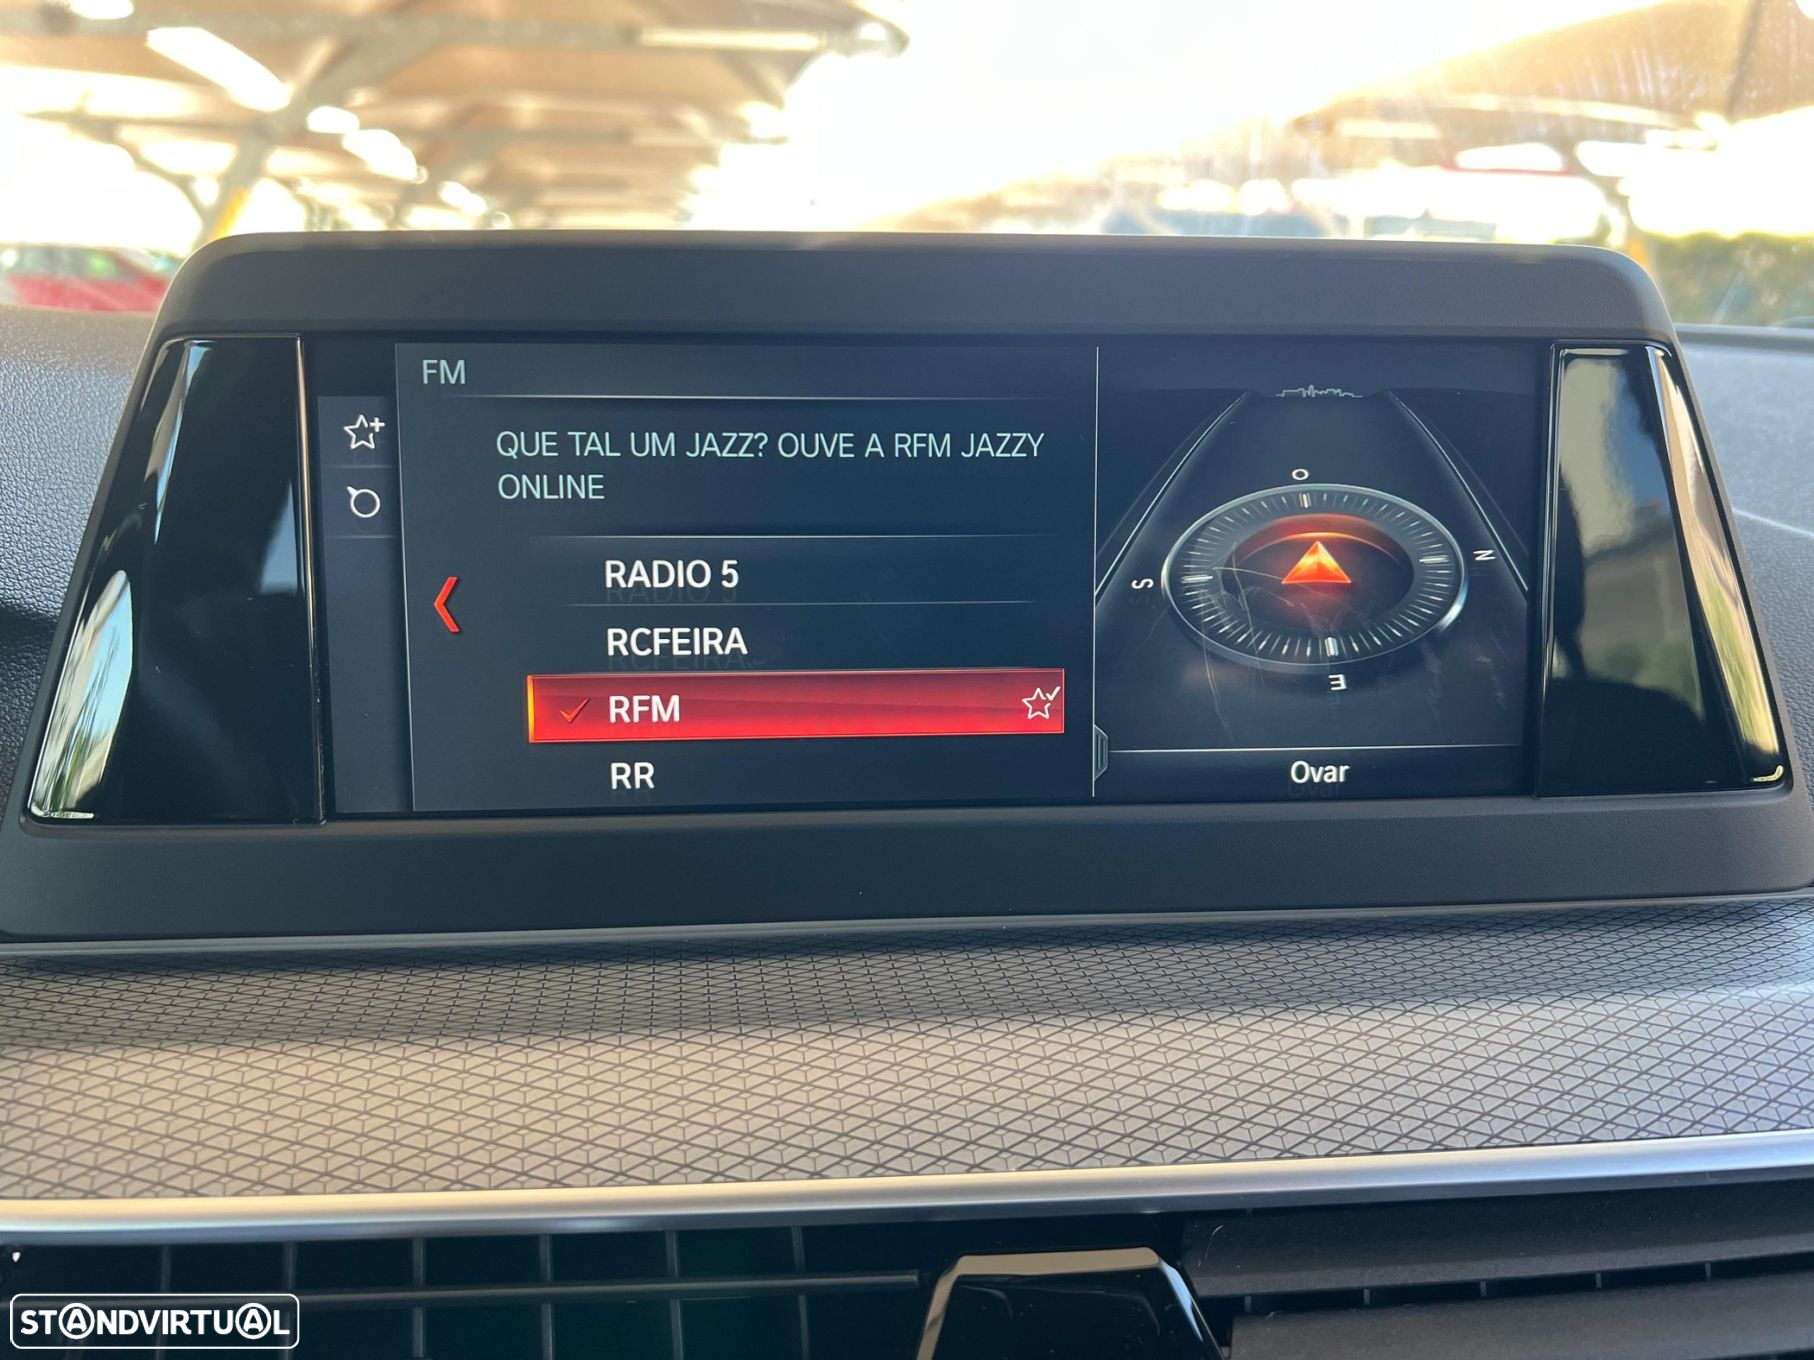 FM
QUE TAL UM JAZZ? OUVE A RFM JAZZY
ONLINE
RADIO 5
RCFEIRA
RFM
RR
O
S
N
E
Ovar
STANDVIRTUAL